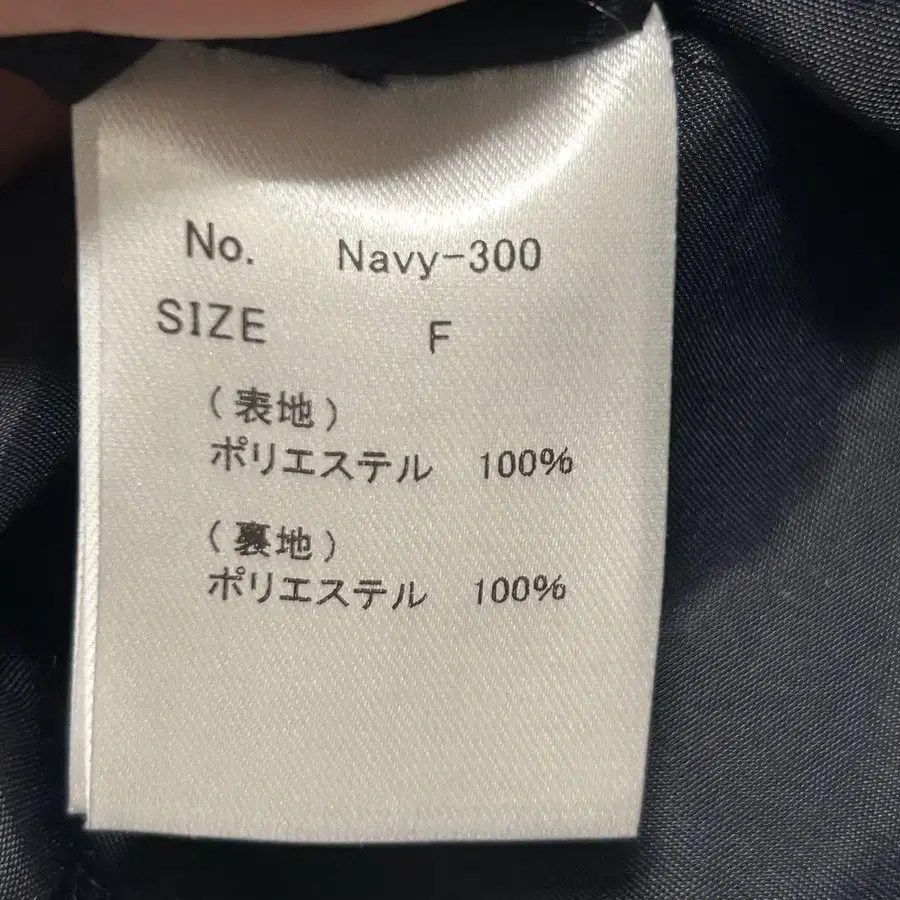 No. Navy-300
SIZE F
(表地)
ポリエステル 100%
(裏地)
ポリエステル 100%